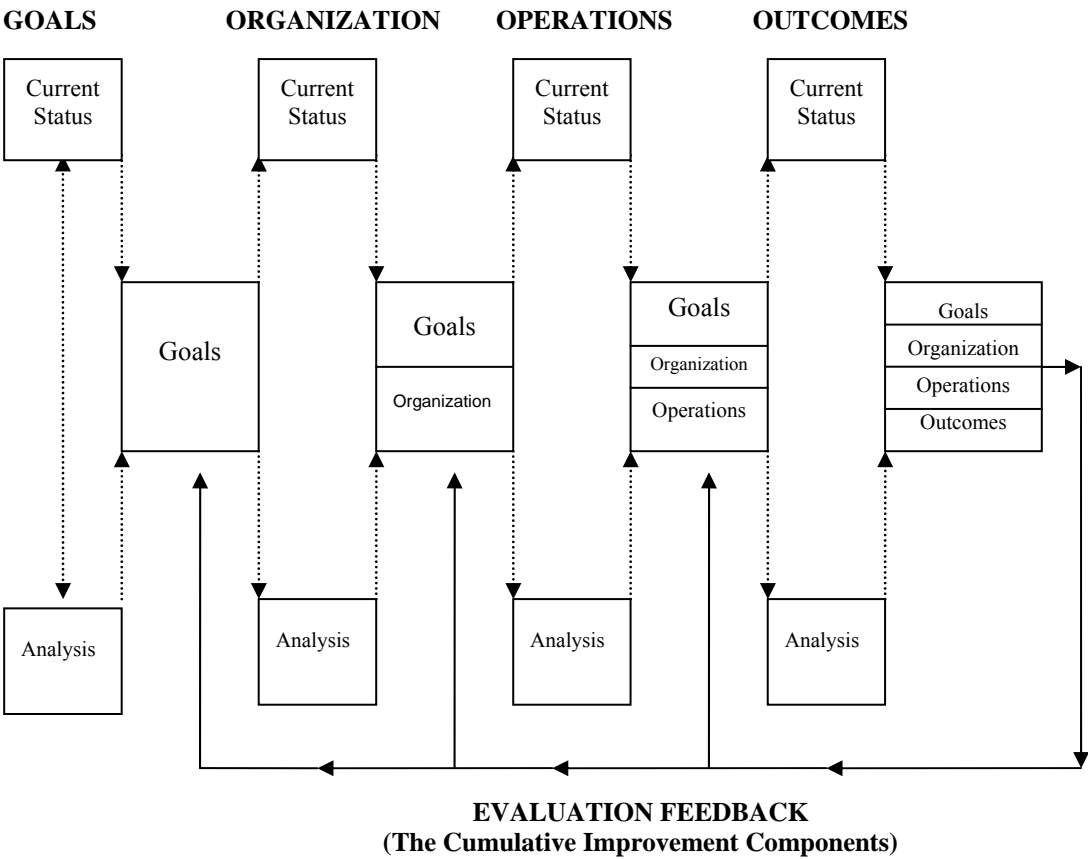 GOALS ORGANIZATION OPERATIONS OUTCOMES
Current
Status
Current
Status
Current
Status
Current
Status
Goals
Goals
Organization
Goals
Organization
Operations
Goals
Organization
Operations
Outcomes
Analysis
Analysis
Analysis
Analysis
EVALUATION FEEDBACK
(The Cumulative Improvement Components)